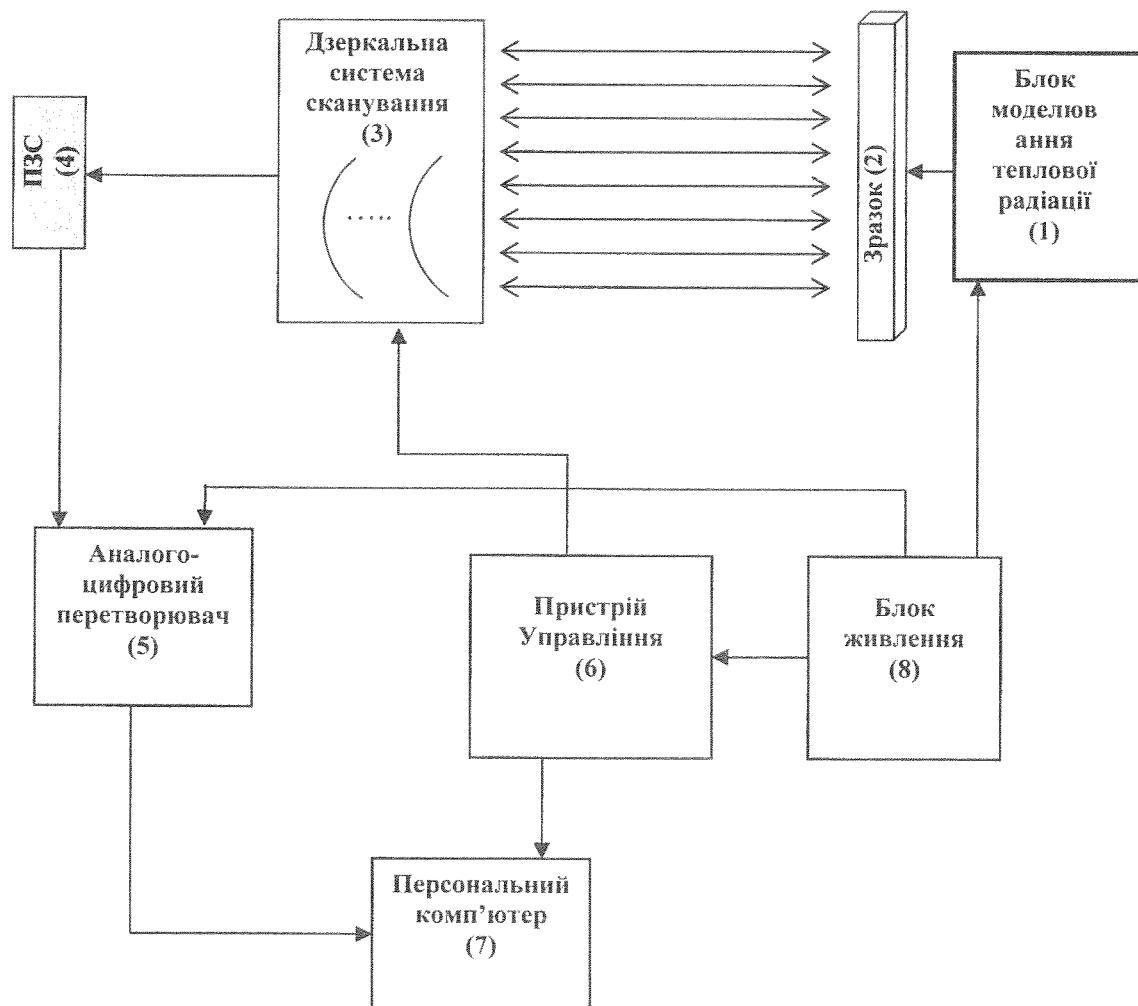 Дзеркальна
система
сканування
(3)
.....
ПЗС
(4)
Зразок (2)
Блок
моделюв
ання
теплової
радіації
(1)
Аналого-
цифровий
перетворювач
(5)
Пристрій
Управління
(6)
Блок
живлення
(8)
Персональний
комп’ютер
(7)